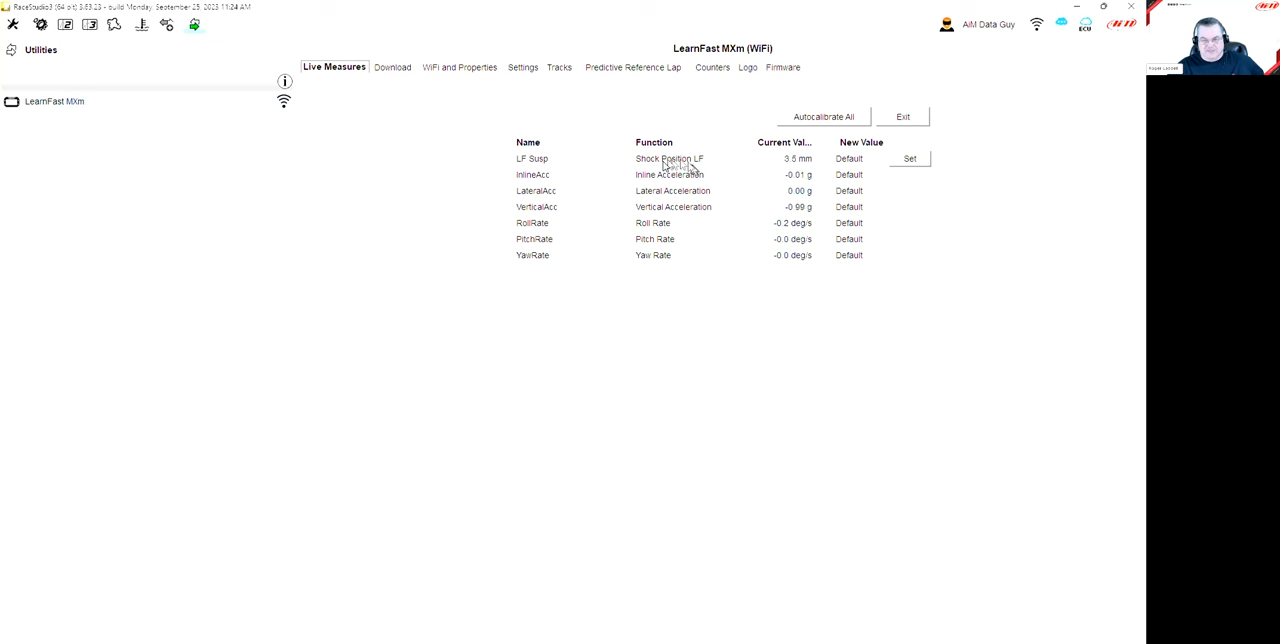 RaceStudio3 (64 bit) 3.63.23 - build Monday, September 25, 2023 11:24 AM
2 3
AiM Data Guy
ECU
AiM
Utilities
LearnFast MXm (WiFi)
Live Measures Download WiFi and Properties Settings Tracks Predictive Reference Lap Counters Logo Firmware
LearnFast MXm
Autocalibrate All Exit
Name Function Current Val... New Value
LF Susp Shock Position LF 3.5 mm Default Set
InlineAcc Inline Acceleration -0.01 g Default
LateralAcc Lateral Acceleration 0.00 g Default
VerticalAcc Vertical Acceleration -0.99 g Default
RollRate Roll Rate -0.2 deg/s Default
PitchRate Pitch Rate -0.0 deg/s Default
YawRate Yaw Rate -0.0 deg/s Default